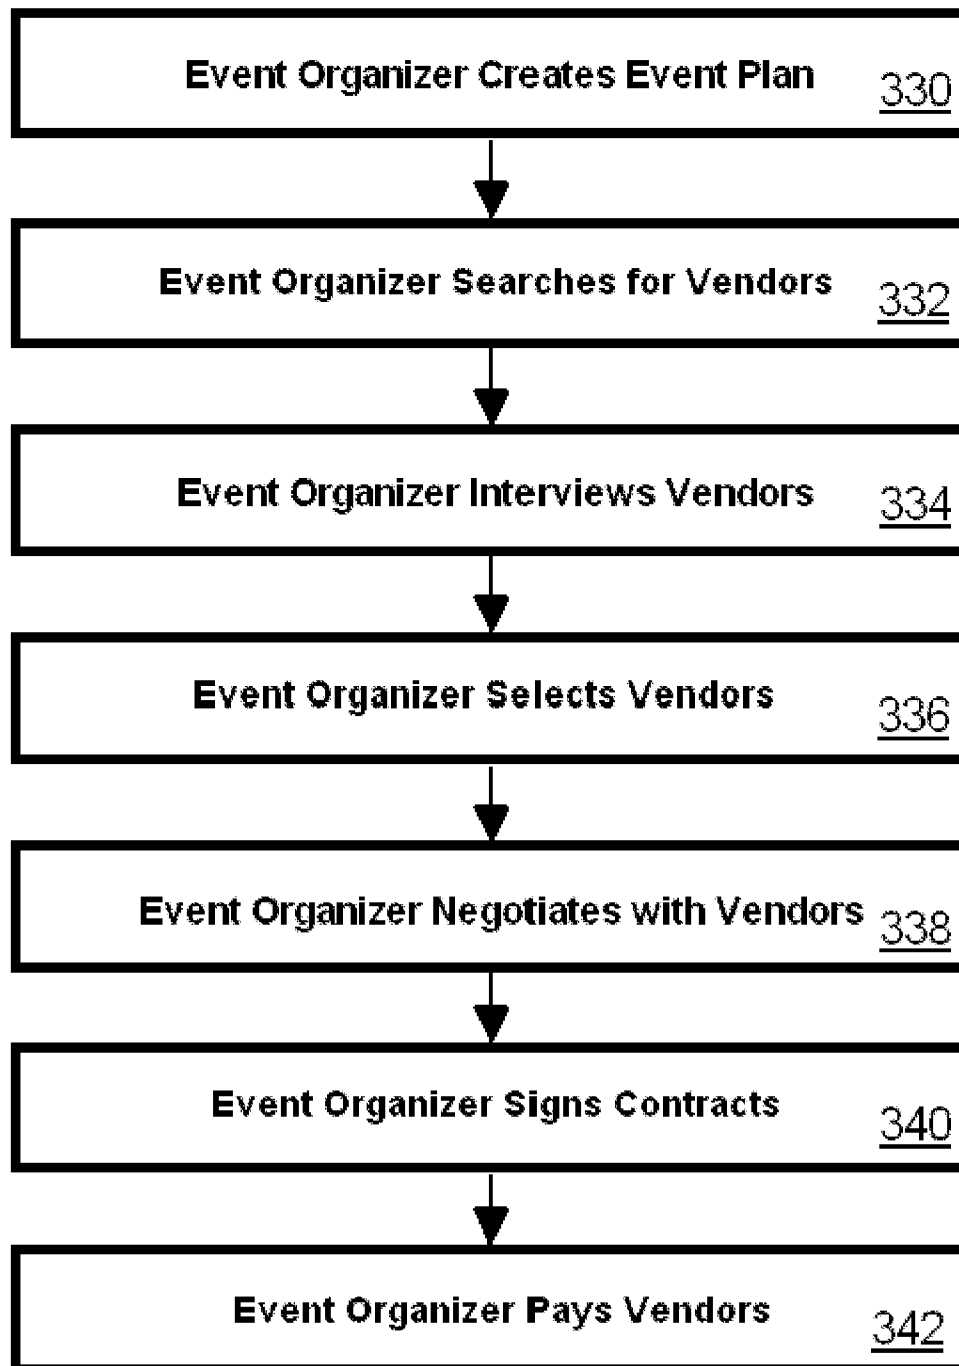 Event Organizer Creates Event Plan
330
Event Organizer Searches for Vendors
332
Event Organizer Interviews Vendors
334
Event Organizer Selects Vendors
336
Event Organizer Negotiates with Vendors
338
Event Organizer Signs Contracts
340
Event Organizer Pays Vendors
342